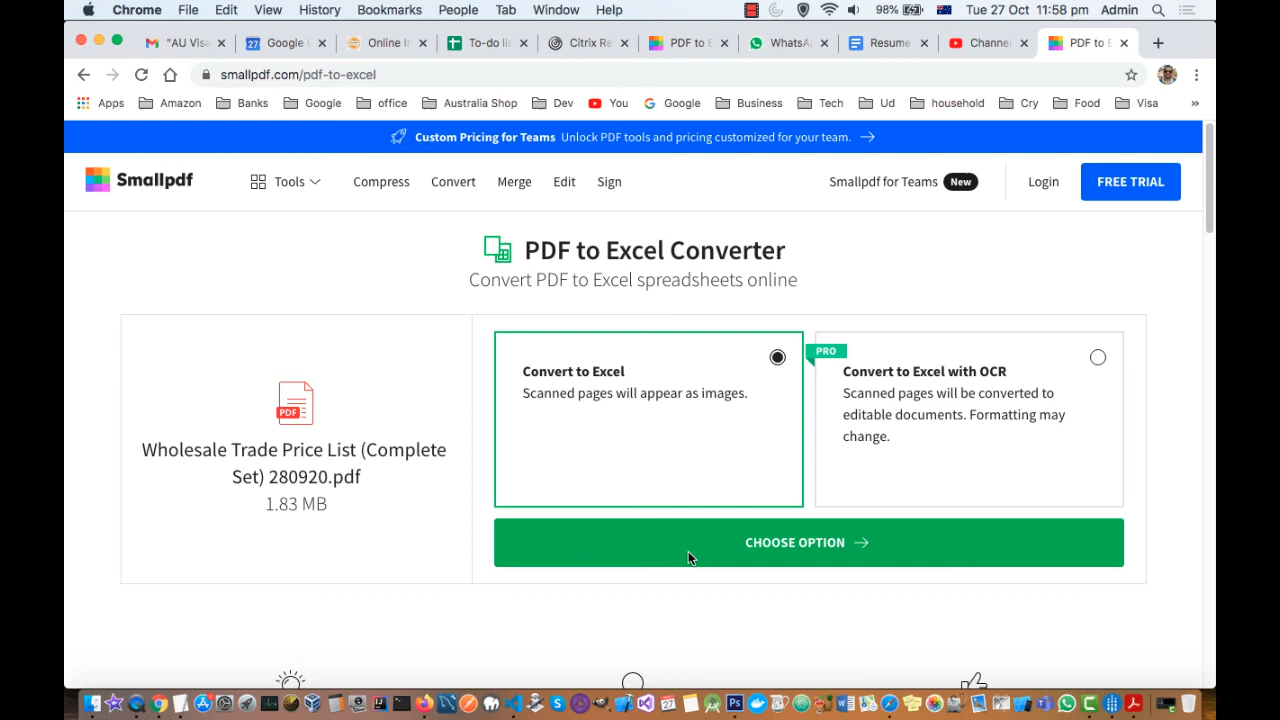 Chrome File Edit View History Bookmarks People Tab Window Help 98% Tue 27 Oct 11:58 pm Admin
"AU Visa Google C Online In To-do lis Citrix Re PDF to E WhatsA Resume Channel PDF to E
smallpdf.com/pdf-to-excel
Apps Amazon Banks Google office Australia Shop Dev You Google Business Tech Ud household Cry Food Visa »
Custom Pricing for Teams Unlock PDF tools and pricing customized for your team.
Smallpdf Tools Compress Convert Merge Edit Sign Smallpdf for Teams New Login FREE TRIAL
PDF to Excel Converter
Convert PDF to Excel spreadsheets online
PDF
Wholesale Trade Price List (Complete
Set) 280920.pdf
1.83 MB
Convert to Excel
Scanned pages will appear as images.
PRO
Convert to Excel with OCR
Scanned pages will be converted to
editable documents. Formatting may
change.
CHOOSE OPTION